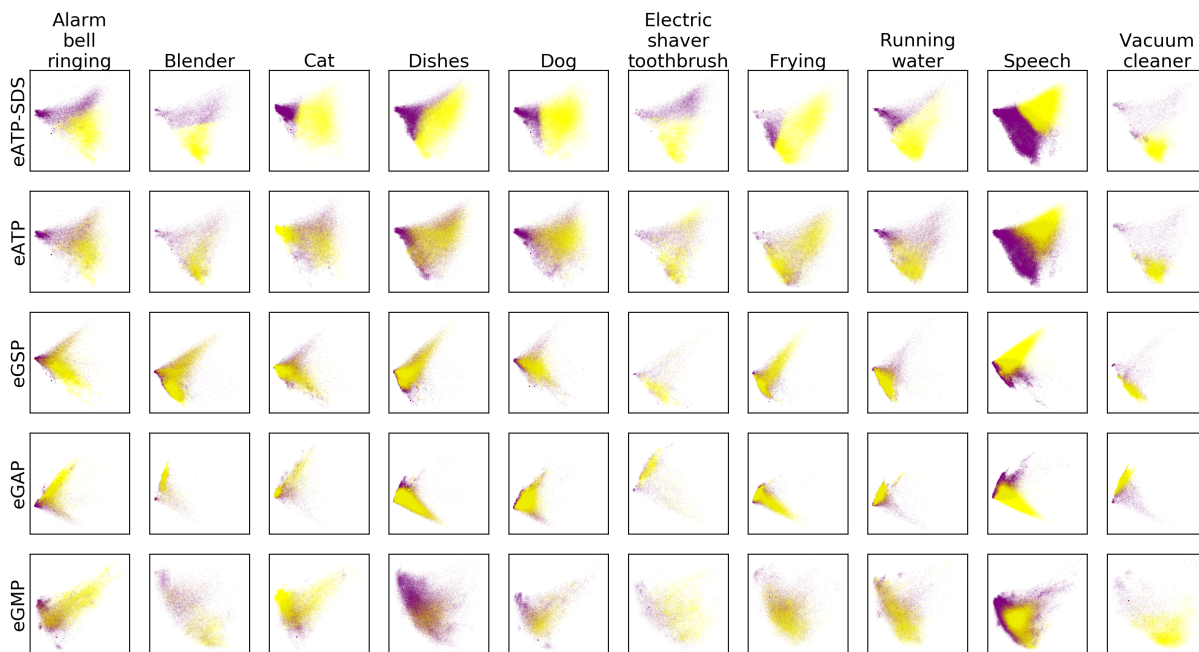 Alarm
bell
ringing
Blender
Cat
Dishes
Dog
Electric
shaver
toothbrush
Frying
Running
water
Speech
Vacuum
cleaner
eATP-SDS
eATP
eGSP
eGAP
eGMP